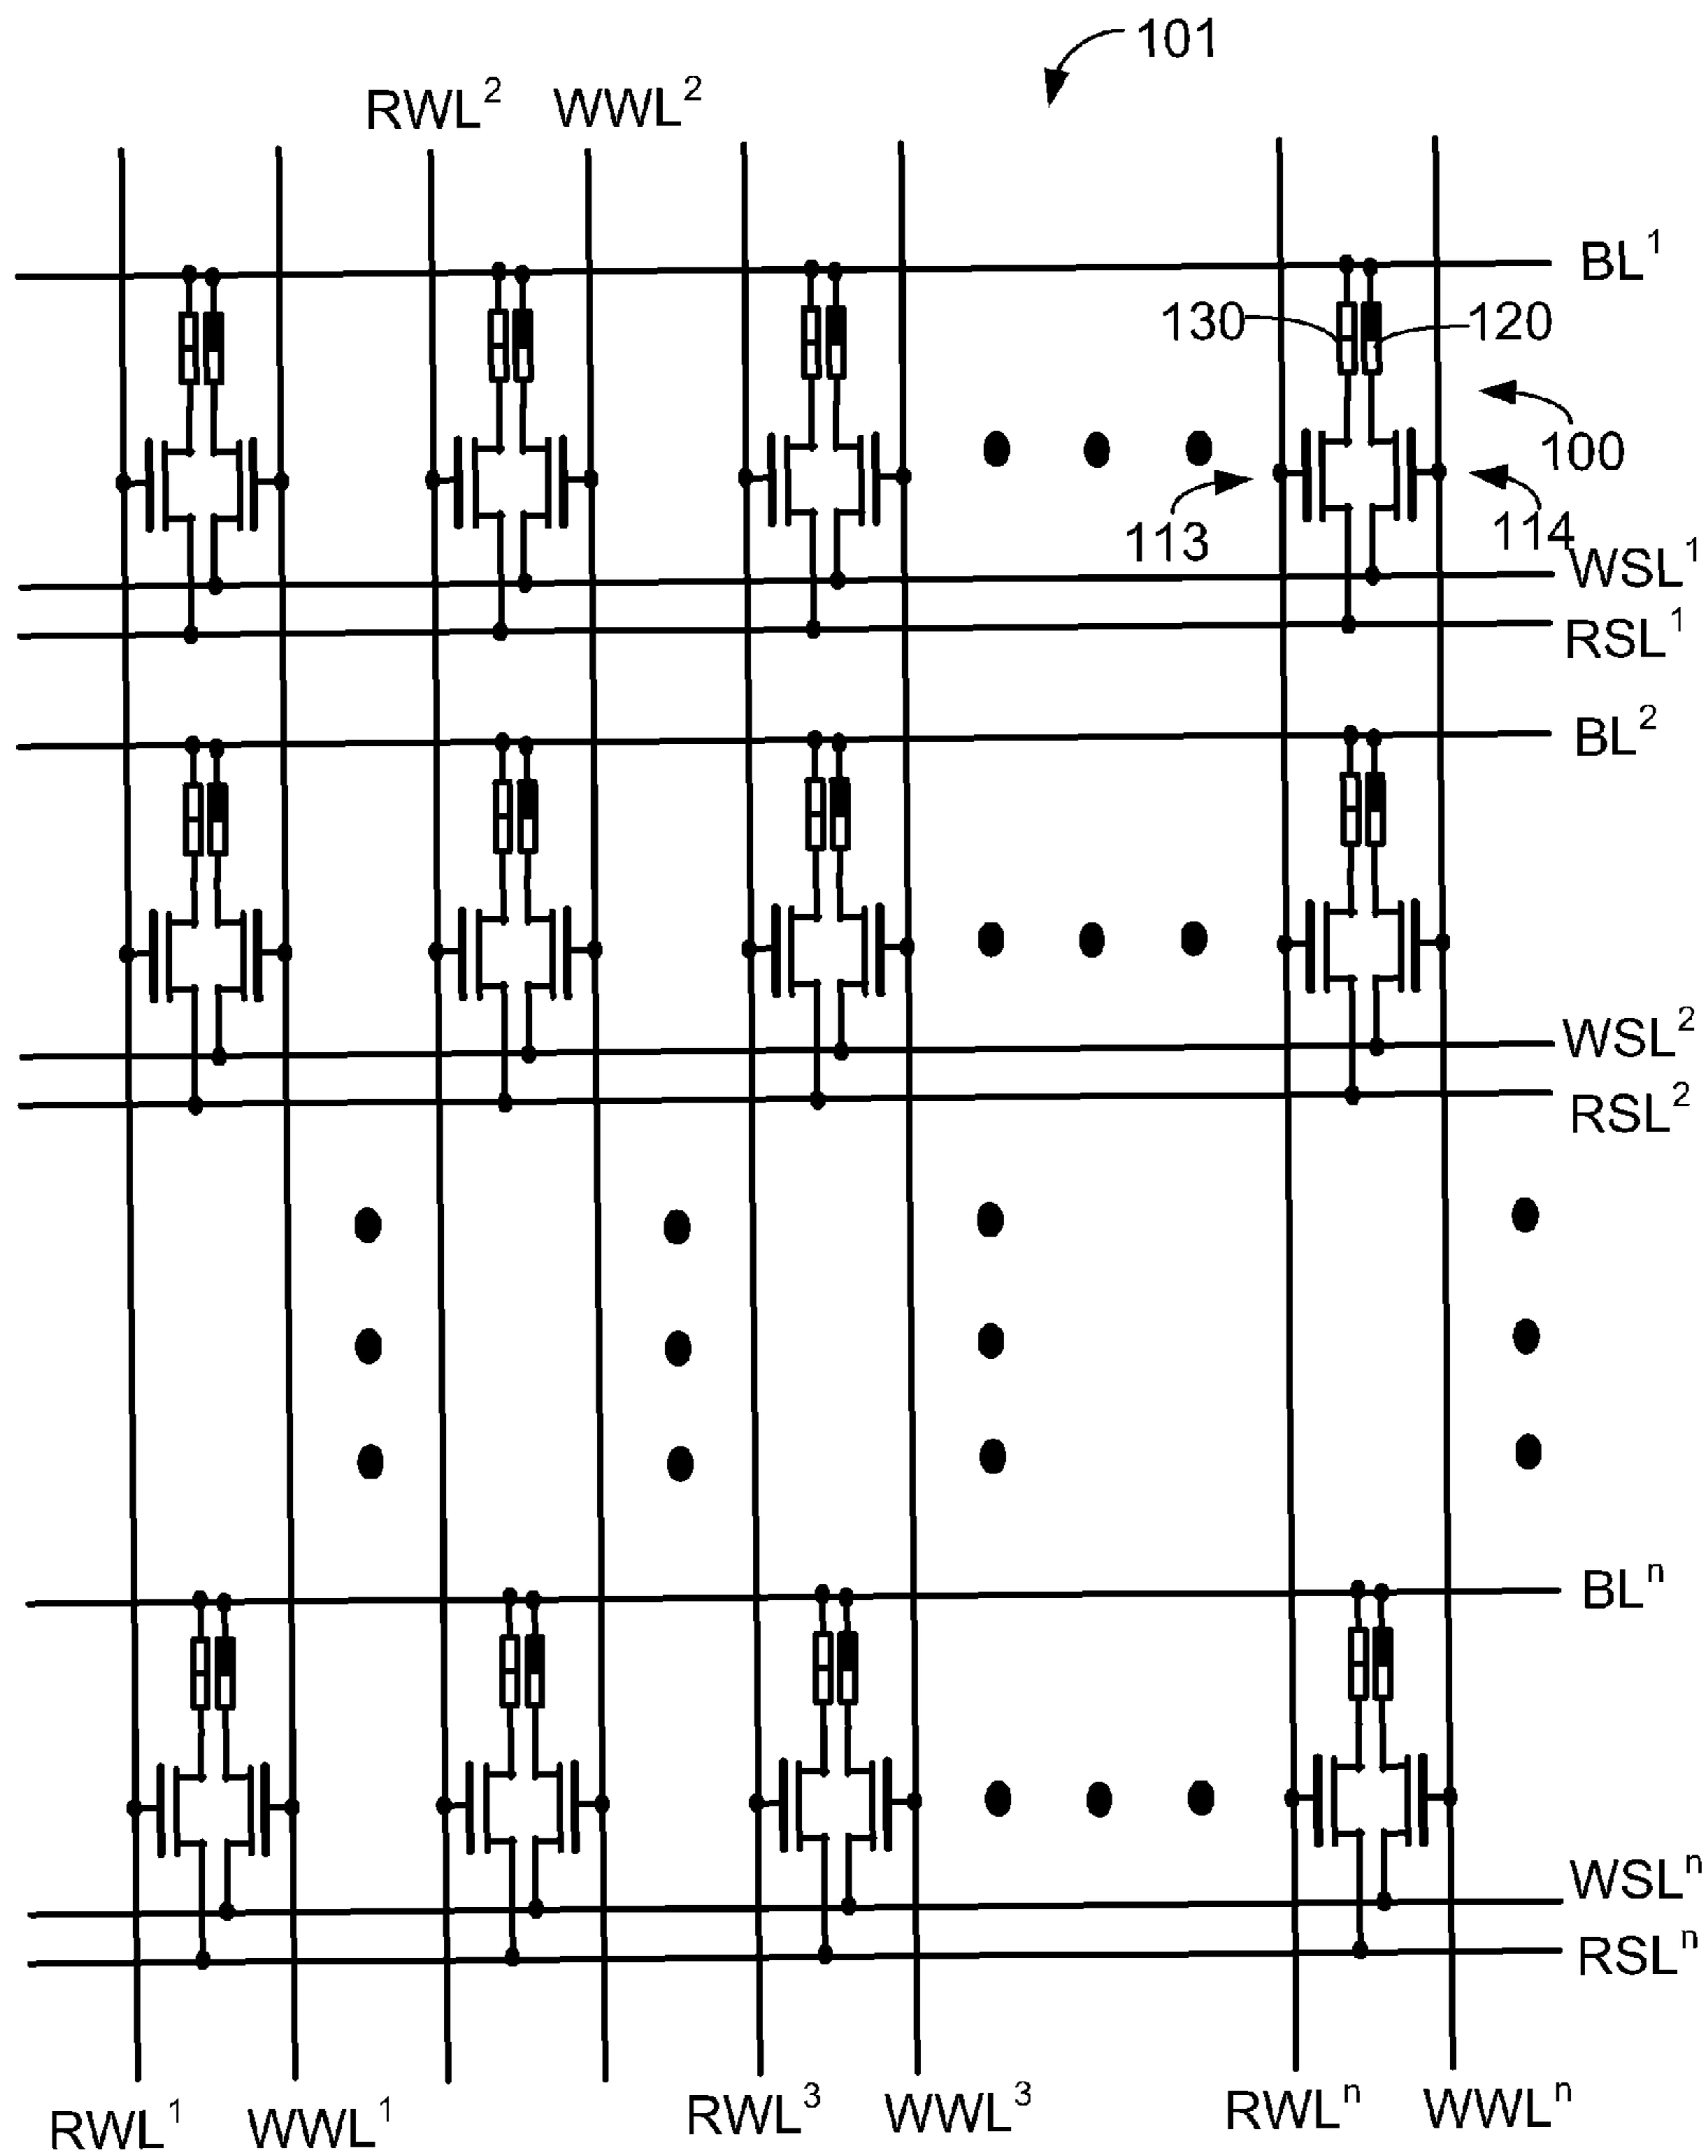 101
RWL² WWL²
BL¹
130 120
100
113 114
WSL¹
RSL¹
BL²
WSL²
RSL²
BLⁿ
WSLⁿ
RSLⁿ
RWL¹ WWL¹ RWL³ WWL³ RWLⁿ WWLⁿ